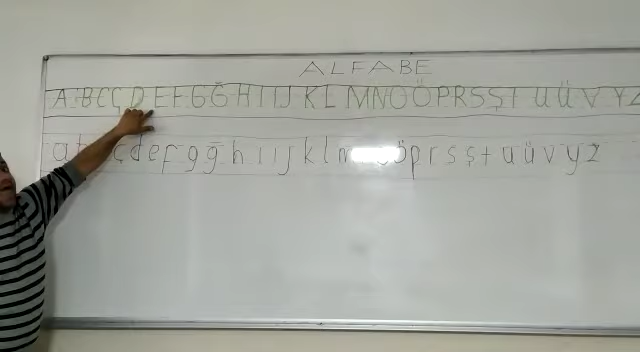 ALFABE
A B C Ç D E F G Ğ H I İ J K L M N O Ö P R S Ş T U Ü V Y Z
a b ç d e f g ğ h ı i j k l m ö p r s ş t u ü v y z